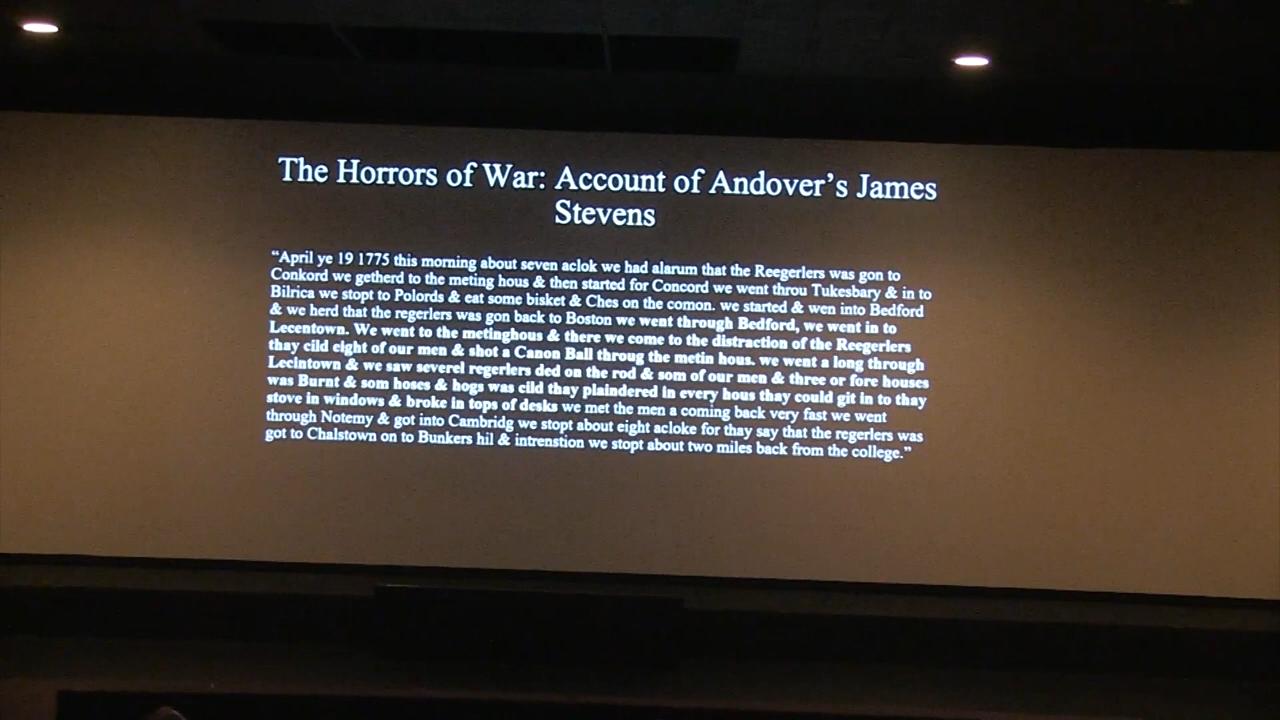 The Horrors of War: Account of Andover’s James
Stevens
“April ye 19 1775 this morning about seven aclok we had alarum that the Reegerlers was gon to
Conkord we getherd to the meting hous & then started for Concord we went throu Tukesbary & in to
Bilrica we stopt to Polords & eat some bisket & Ches on the comon. we started & wen into Bedford
& we herd that the regerlers was gon back to Boston we went through Bedford, we went in to
Lecentown. We went to the metinghous & there we come to the distraction of the Reegerlers
thay cild eight of our men & shot a Canon Ball throug the metin hous. we went a long through
Lecintown & we saw severel regerlers ded on the rod & som of our men & three or fore houses
was Burnt & som hoses & hogs was cild thay plaindered in every hous thay could git in to thay
stove in windows & broke in tops of desks we met the men a coming back very fast we went
through Notemy & got into Cambridg we stopt about eight acloke for thay say that the regerlers was
got to Chalstown on to Bunkers hil & intrenstion we stopt about two miles back from the college.”